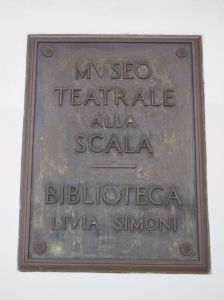 MVSEO
TEATRALE
ALLA
SCALA
BIBLIOTECA
LIVIA SIMONI